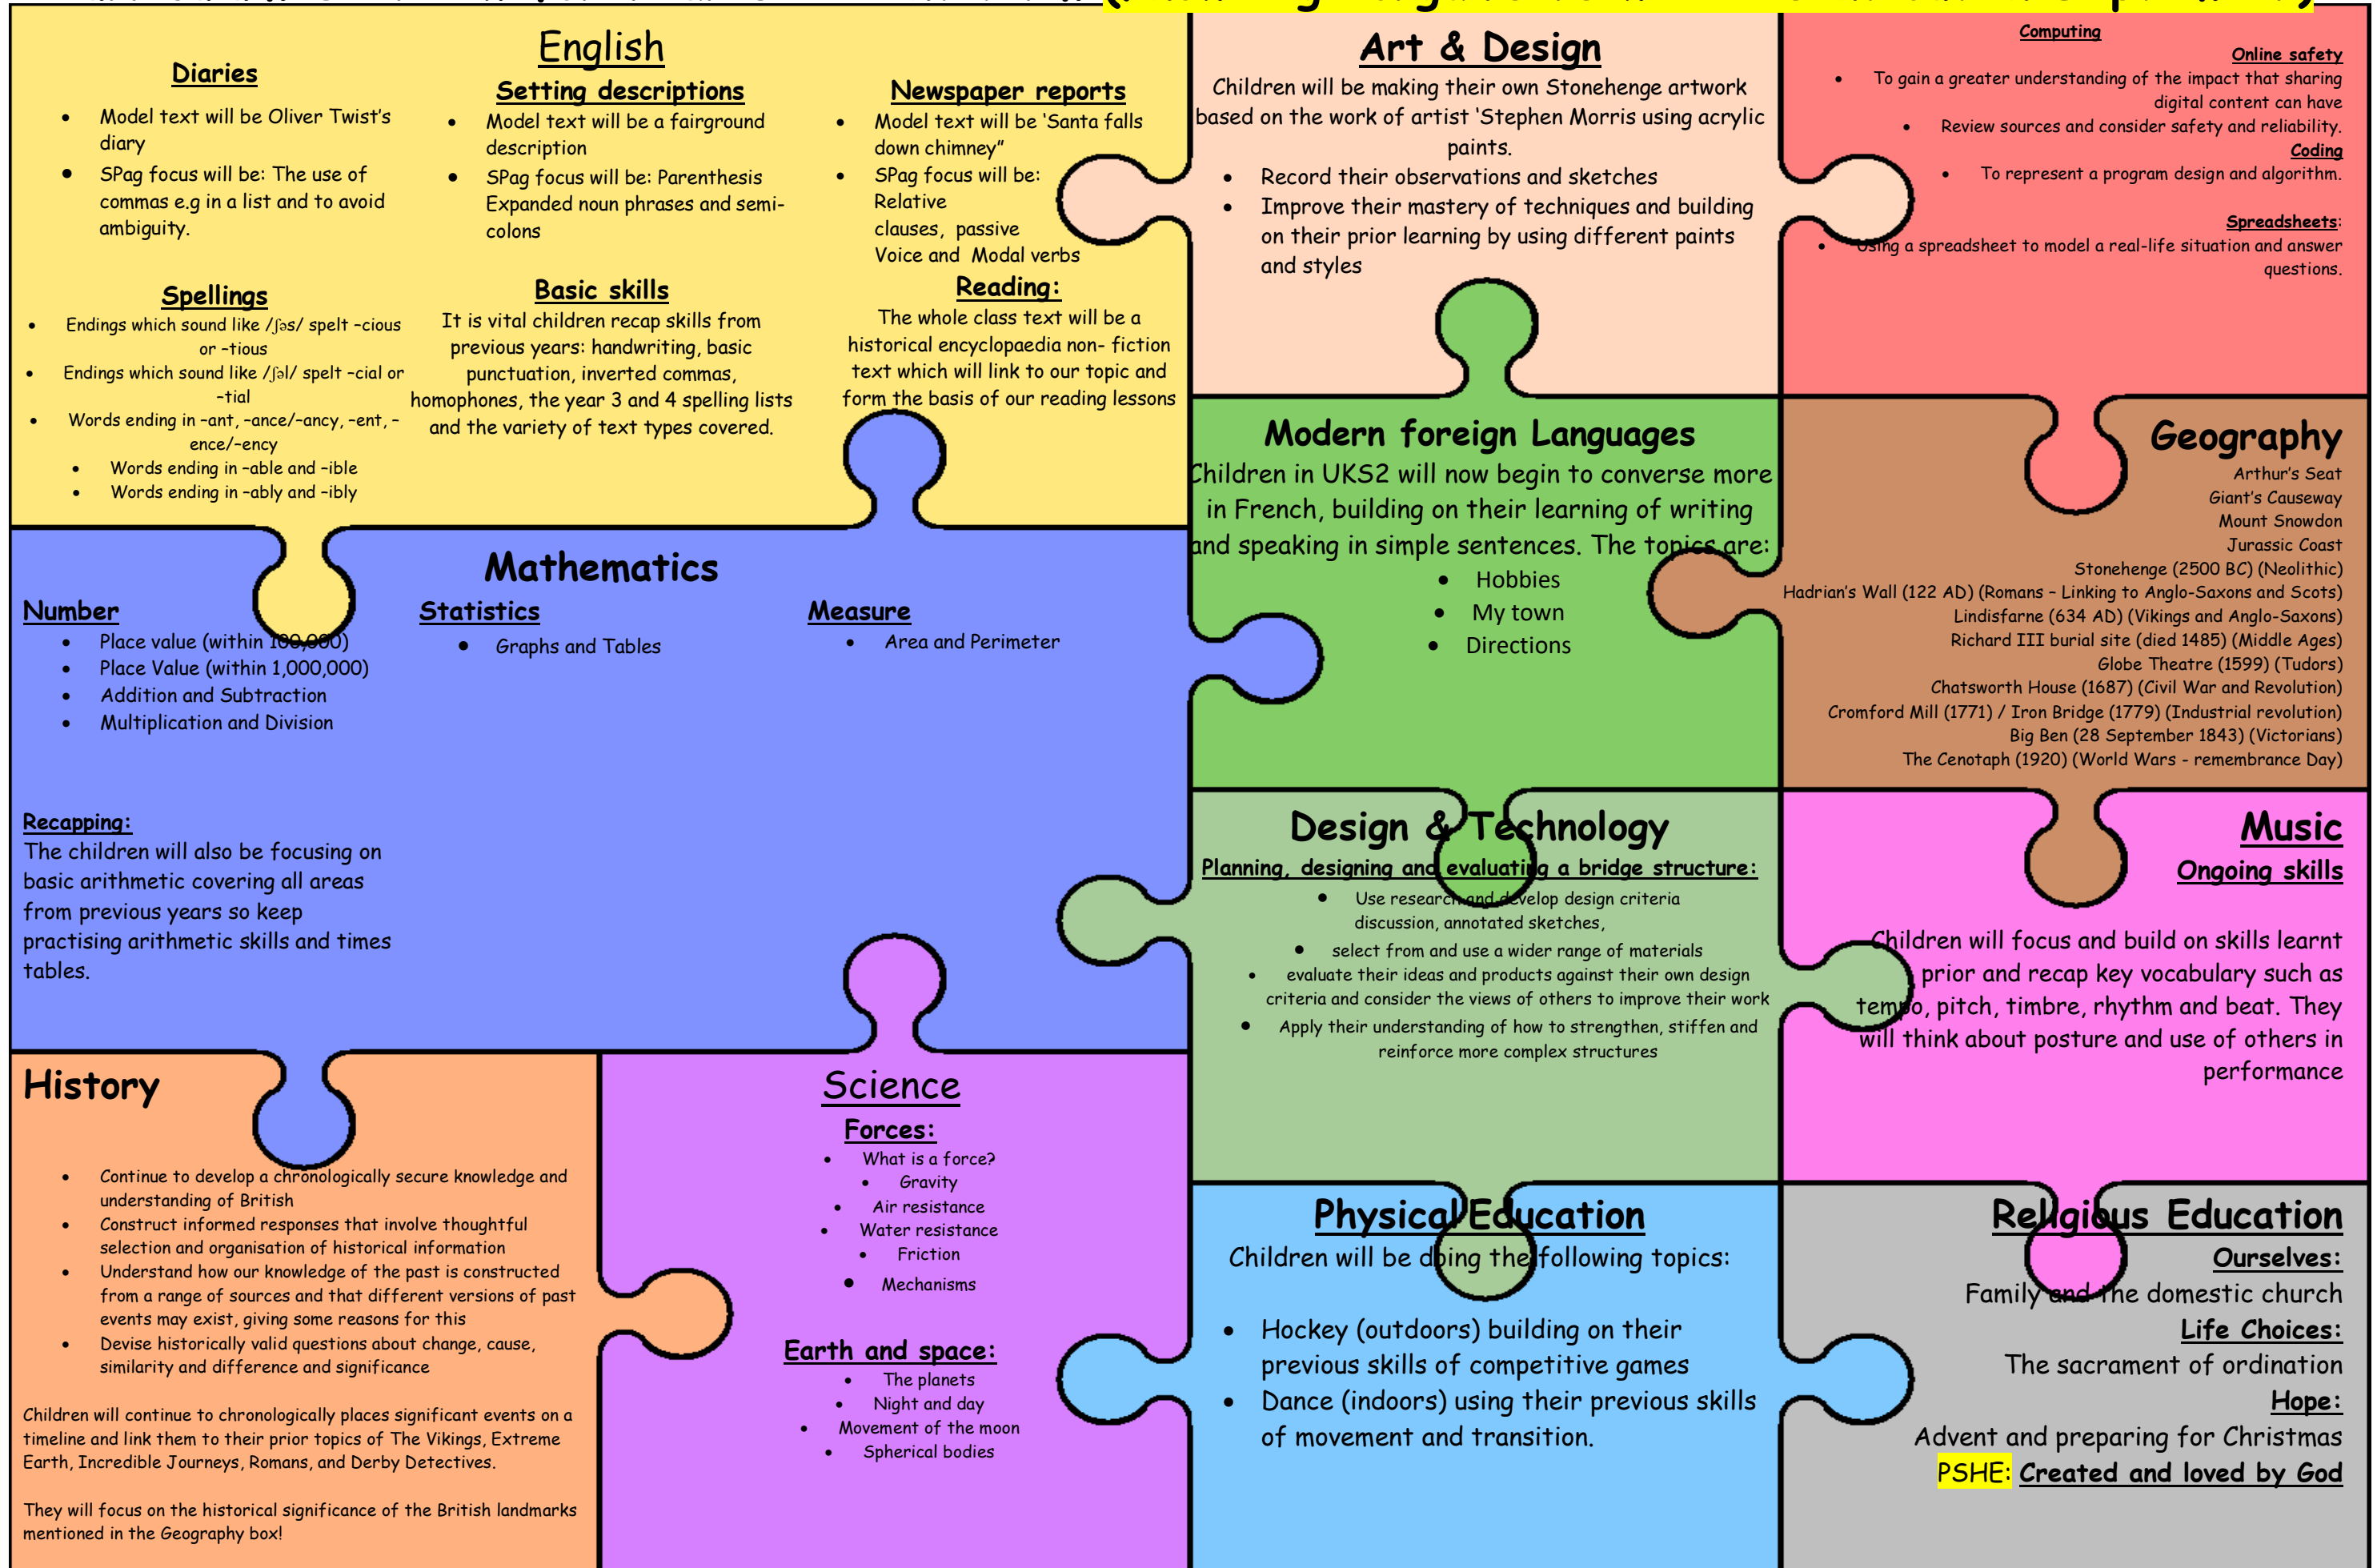 English
Diaries
• Model text will be Oliver Twist's
diary
• SPag focus will be: The use of
commas e.g in a list and to avoid
ambiguity.
Setting descriptions
• Model text will be a fairground
description
• SPag focus will be: Parenthesis
Expanded noun phrases and semi-
colons
Newspaper reports
• Model text will be ‘Santa falls
down chimney”
• SPag focus will be:
Relative
clauses, passive
Voice and Modal verbs
Spellings
• Endings which sound like /ʃəs/ spelt –cious
or –tious
• Endings which sound like /ʃəl/ spelt –cial or
–tial
• Words ending in –ant, –ance/–ancy, –ent, –
ence/–ency
• Words ending in –able and –ible
• Words ending in –ably and –ibly
Basic skills
It is vital children recap skills from
previous years: handwriting, basic
punctuation, inverted commas,
homophones, the year 3 and 4 spelling lists
and the variety of text types covered.
Reading:
The whole class text will be a
historical encyclopaedia non- fiction
text which will link to our topic and
form the basis of our reading lessons
Art & Design
Children will be making their own Stonehenge artwork
based on the work of artist ‘Stephen Morris using acrylic
paints.
• Record their observations and sketches
• Improve their mastery of techniques and building
on their prior learning by using different paints
and styles
Computing
Online safety
• To gain a greater understanding of the impact that sharing
digital content can have
• Review sources and consider safety and reliability.
Coding
• To represent a program design and algorithm.
Spreadsheets:
• Using a spreadsheet to model a real-life situation and answer
questions.
Modern foreign Languages
Children in UKS2 will now begin to converse more
in French, building on their learning of writing
and speaking in simple sentences. The topics are:
• Hobbies
• My town
• Directions
Geography
Arthur's Seat
Giant's Causeway
Mount Snowdon
Jurassic Coast
Stonehenge (2500 BC) (Neolithic)
Hadrian's Wall (122 AD) (Romans – Linking to Anglo-Saxons and Scots)
Lindisfarne (634 AD) (Vikings and Anglo-Saxons)
Richard III burial site (died 1485) (Middle Ages)
Globe Theatre (1599) (Tudors)
Chatsworth House (1687) (Civil War and Revolution)
Cromford Mill (1771) / Iron Bridge (1779) (Industrial revolution)
Big Ben (28 September 1843) (Victorians)
The Cenotaph (1920) (World Wars - remembrance Day)
Mathematics
Number
• Place value (within 100,000)
• Place Value (within 1,000,000)
• Addition and Subtraction
• Multiplication and Division
Statistics
• Graphs and Tables
Measure
• Area and Perimeter
Recapping:
The children will also be focusing on
basic arithmetic covering all areas
from previous years so keep
practising arithmetic skills and times
tables.
Design & Technology
Planning, designing and evaluating a bridge structure:
• Use research and develop design criteria
discussion, annotated sketches,
• select from and use a wider range of materials
• evaluate their ideas and products against their own design
criteria and consider the views of others to improve their work
• Apply their understanding of how to strengthen, stiffen and
reinforce more complex structures
Music
Ongoing skills
Children will focus and build on skills learnt
prior and recap key vocabulary such as
tempo, pitch, timbre, rhythm and beat. They
will think about posture and use of others in
performance
History
• Continue to develop a chronologically secure knowledge and
understanding of British
• Construct informed responses that involve thoughtful
selection and organisation of historical information
• Understand how our knowledge of the past is constructed
from a range of sources and that different versions of past
events may exist, giving some reasons for this
• Devise historically valid questions about change, cause,
similarity and difference and significance
Children will continue to chronologically places significant events on a
timeline and link them to their prior topics of The Vikings, Extreme
Earth, Incredible Journeys, Romans, and Derby Detectives.
They will focus on the historical significance of the British landmarks
mentioned in the Geography box!
Science
Forces:
• What is a force?
• Gravity
• Air resistance
• Water resistance
• Friction
• Mechanisms
Earth and space:
• The planets
• Night and day
• Movement of the moon
• Spherical bodies
Physical Education
Children will be doing the following topics:
• Hockey (outdoors) building on their
previous skills of competitive games
• Dance (indoors) using their previous skills
of movement and transition.
Religious Education
Ourselves:
Family and the domestic church
Life Choices:
The sacrament of ordination
Hope:
Advent and preparing for Christmas
PSHE: Created and loved by God